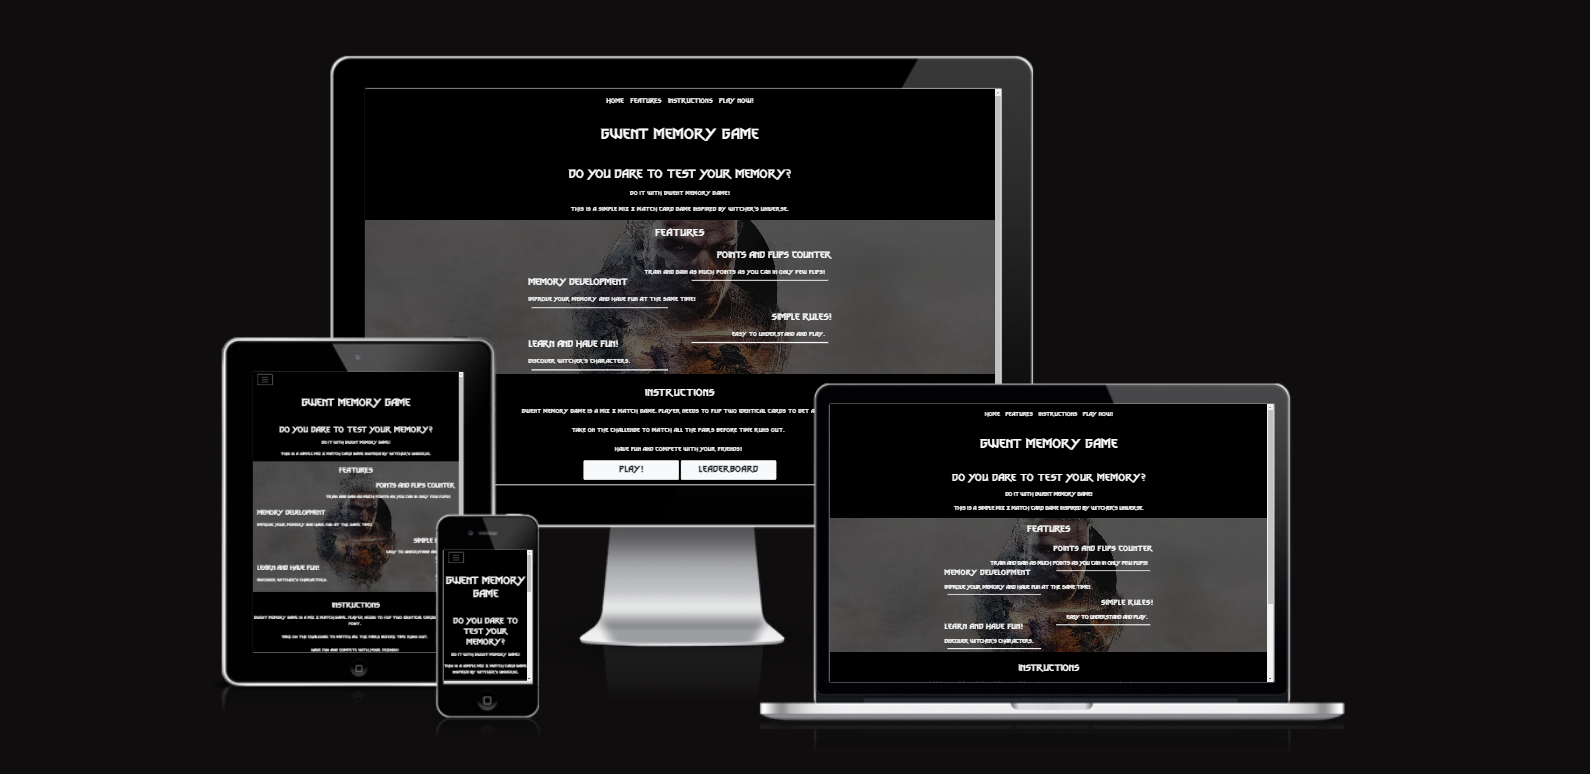 HOME FEATURES INSTRUCTIONS PLAY NOW!
GWENT MEMORY GAME
DO YOU DARE TO TEST YOUR MEMORY?
DO IT WITH GWENT MEMORY GAME!
THIS IS A SIMPLE MIX & MATCH CARD GAME INSPIRED BY WITCHER'S UNIVERSE.
FEATURES
POINTS AND FLIPS COUNTER
TRAIN AND GAIN AS MUCH POINTS AS YOU CAN IN ONLY FEW FLIPS!
MEMORY DEVELOPMENT
IMPROVE YOUR MEMORY AND HAVE FUN AT THE SAME TIME!
SIMPLE RULES!
EASY TO UNDERSTAND AND PLAY.
LEARN AND HAVE FUN!
DISCOVER WITCHER'S CHARACTERS.
INSTRUCTIONS
GWENT MEMORY GAME IS A MIX & MATCH GAME. PLAYER NEEDS TO FLIP TWO IDENTICAL CARDS TO GET A
TAKE ON THE CHALLENGE TO MATCH ALL THE PAIRS BEFORE TIME RUNS OUT.
HAVE FUN AND COMPETE WITH YOUR FRIENDS!
PLAY! LEADERBOARD
GWENT MEMORY GAME
DO YOU DARE TO TEST YOUR MEMORY?
DO IT WITH GWENT MEMORY GAME!
THIS IS A SIMPLE MIX & MATCH CARD GAME INSPIRED BY WITCHER'S UNIVERSE.
FEATURES
POINTS AND FLIPS COUNTER
TRAIN AND GAIN AS MUCH POINTS AS YOU CAN IN ONLY FEW FLIPS!
MEMORY DEVELOPMENT
IMPROVE YOUR MEMORY AND HAVE FUN AT THE SAME TIME!
SIMPLE
EASY TO UNDERSTAND
LEARN AND HAVE FUN!
DISCOVER WITCHER'S CHARACTERS.
INSTRUCTIONS
GWENT MEMORY GAME IS A MIX & MATCH GAME. PLAYER NEEDS TO FLIP TWO IDENTICAL CARDS
POINT.
TAKE ON THE CHALLENGE TO MATCH ALL THE PAIRS BEFORE TIME RUNS OUT.
HAVE FUN AND COMPETE WITH YOUR FRIENDS!
GWENT MEMORY
GAME
DO YOU DARE TO
TEST YOUR
MEMORY?
DO IT WITH GWENT MEMORY GAME!
THIS IS A SIMPLE MIX & MATCH CARD GAME
INSPIRED BY WITCHER'S UNIVERSE.
HOME FEATURES INSTRUCTIONS PLAY NOW!
GWENT MEMORY GAME
DO YOU DARE TO TEST YOUR MEMORY?
DO IT WITH GWENT MEMORY GAME!
THIS IS A SIMPLE MIX & MATCH CARD GAME INSPIRED BY WITCHER'S UNIVERSE.
FEATURES
POINTS AND FLIPS COUNTER
TRAIN AND GAIN AS MUCH POINTS AS YOU CAN IN ONLY FEW FLIPS!
MEMORY DEVELOPMENT
IMPROVE YOUR MEMORY AND HAVE FUN AT THE SAME TIME!
SIMPLE RULES!
EASY TO UNDERSTAND AND PLAY.
LEARN AND HAVE FUN!
DISCOVER WITCHER'S CHARACTERS.
INSTRUCTIONS